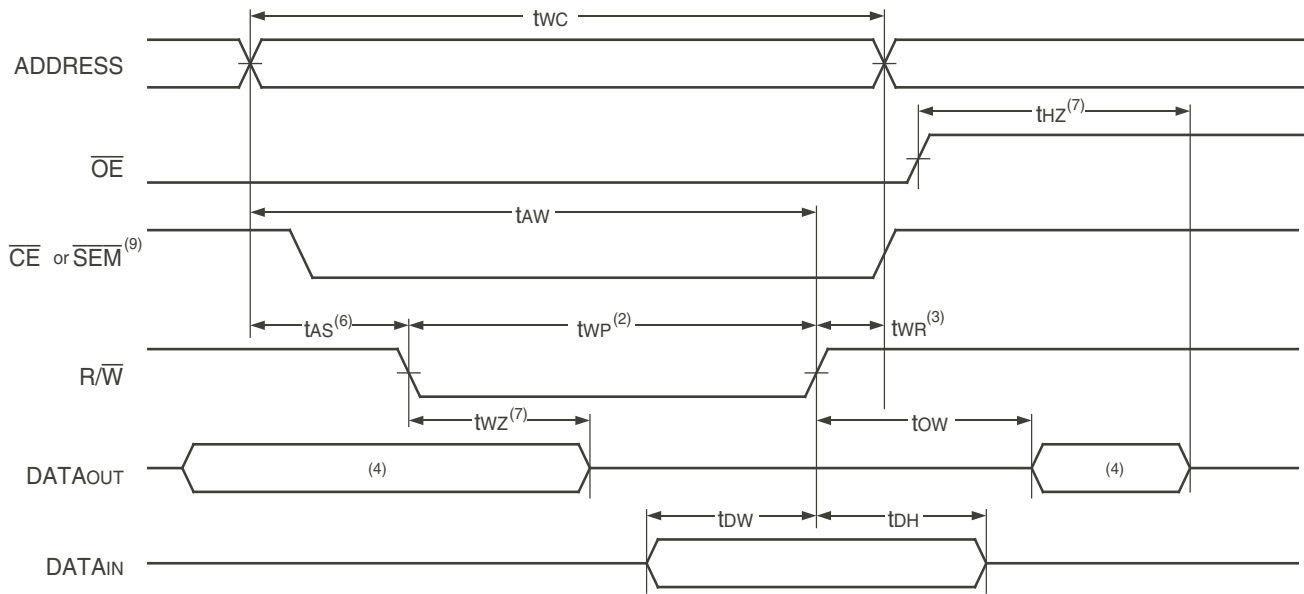 tWC
ADDRESS
tHZ(7)
OE
tAW
CE or SEM(9)
tAS(6) tWP(2) tWR(3)
R/W
tWZ(7) tOW
DATAOUT (4) (4)
tDW tDH
DATAIN